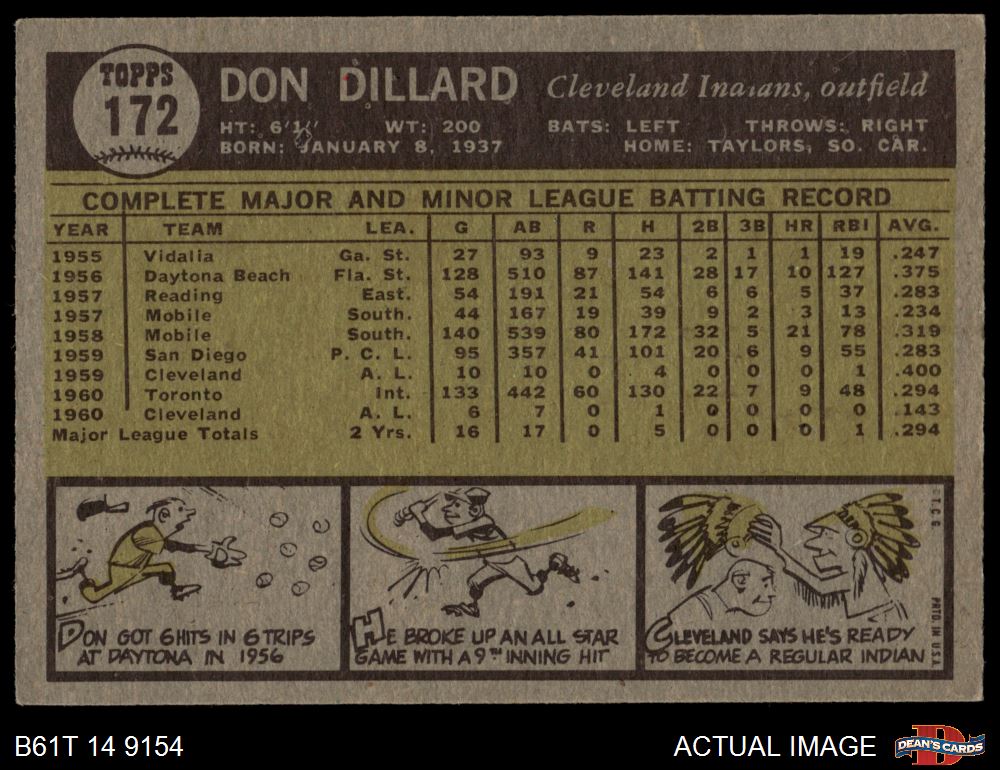 TOPPS
172
DON DILLARD Cleveland Indians, outfield
HT: 6'1" WT: 200 BATS: LEFT THROWS: RIGHT
BORN: JANUARY 8, 1937 HOME: TAYLORS, SO. CAR.
COMPLETE MAJOR AND MINOR LEAGUE BATTING RECORD
YEAR TEAM LEA. G AB R H 2B 3B HR RBI AVG.
1955 Vidalia Ga. St. 27 93 9 23 2 1 1 19 .247
1956 Daytona Beach Fla. St. 128 510 87 141 28 17 10 127 .375
1957 Reading East. 54 191 21 54 6 6 5 37 .283
1957 Mobile South. 44 167 19 39 9 2 3 13 .234
1958 Mobile South. 140 539 80 172 32 5 21 78 .319
1959 San Diego P. C. L. 95 357 41 101 20 6 9 55 .283
1959 Cleveland A. L. 10 10 0 4 0 0 0 1 .400
1960 Toronto Int. 133 442 60 130 22 7 9 48 .294
1960 Cleveland A. L. 6 7 0 1 0 0 0 0 .143
Major League Totals 2 Yrs. 16 17 0 5 0 0 0 1 .294
DON GOT 6 HITS IN 6 TRIPS
AT DAYTONA IN 1956
HE BROKE UP AN ALL STAR
GAME WITH A 9TH INNING HIT
CLEVELAND SAYS HE'S READY
TO BECOME A REGULAR INDIAN
T.C.G.
PRTD. IN U.S.A.
B61T 14 9154
ACTUAL IMAGE
DEAN'S CARDS